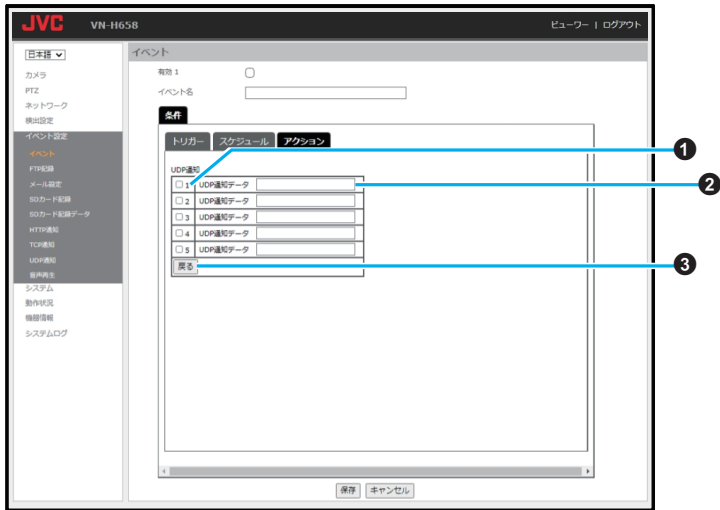 JVC VN-H658 ビューワー | ログアウト
日本語
カメラ
PTZ
ネットワーク
検出設定
イベント設定
イベント
FTP記録
メール設定
SDカード記録
SDカード記録データ
HTTP通知
TCP通知
UDP通知
音声再生
システム
動作状況
機器情報
システムログ
イベント
有効 1
イベント名
条件
トリガー スケジュール アクション
UDP通知
1 UDP通知データ
2 UDP通知データ
3 UDP通知データ
4 UDP通知データ
5 UDP通知データ
戻る
保存 キャンセル
1
2
3